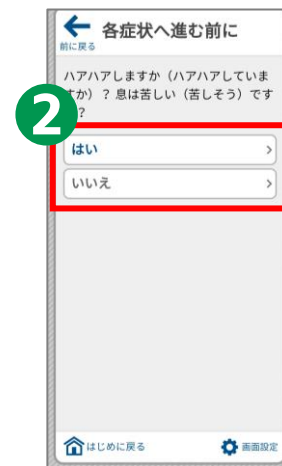 各症状へ進む前に
前に戻る
ハアハアしますか（ハアハアしていま
すか）？息は苦しい（苦しそう）です
？
2
はい
いいえ
はじめに戻る
画面設定